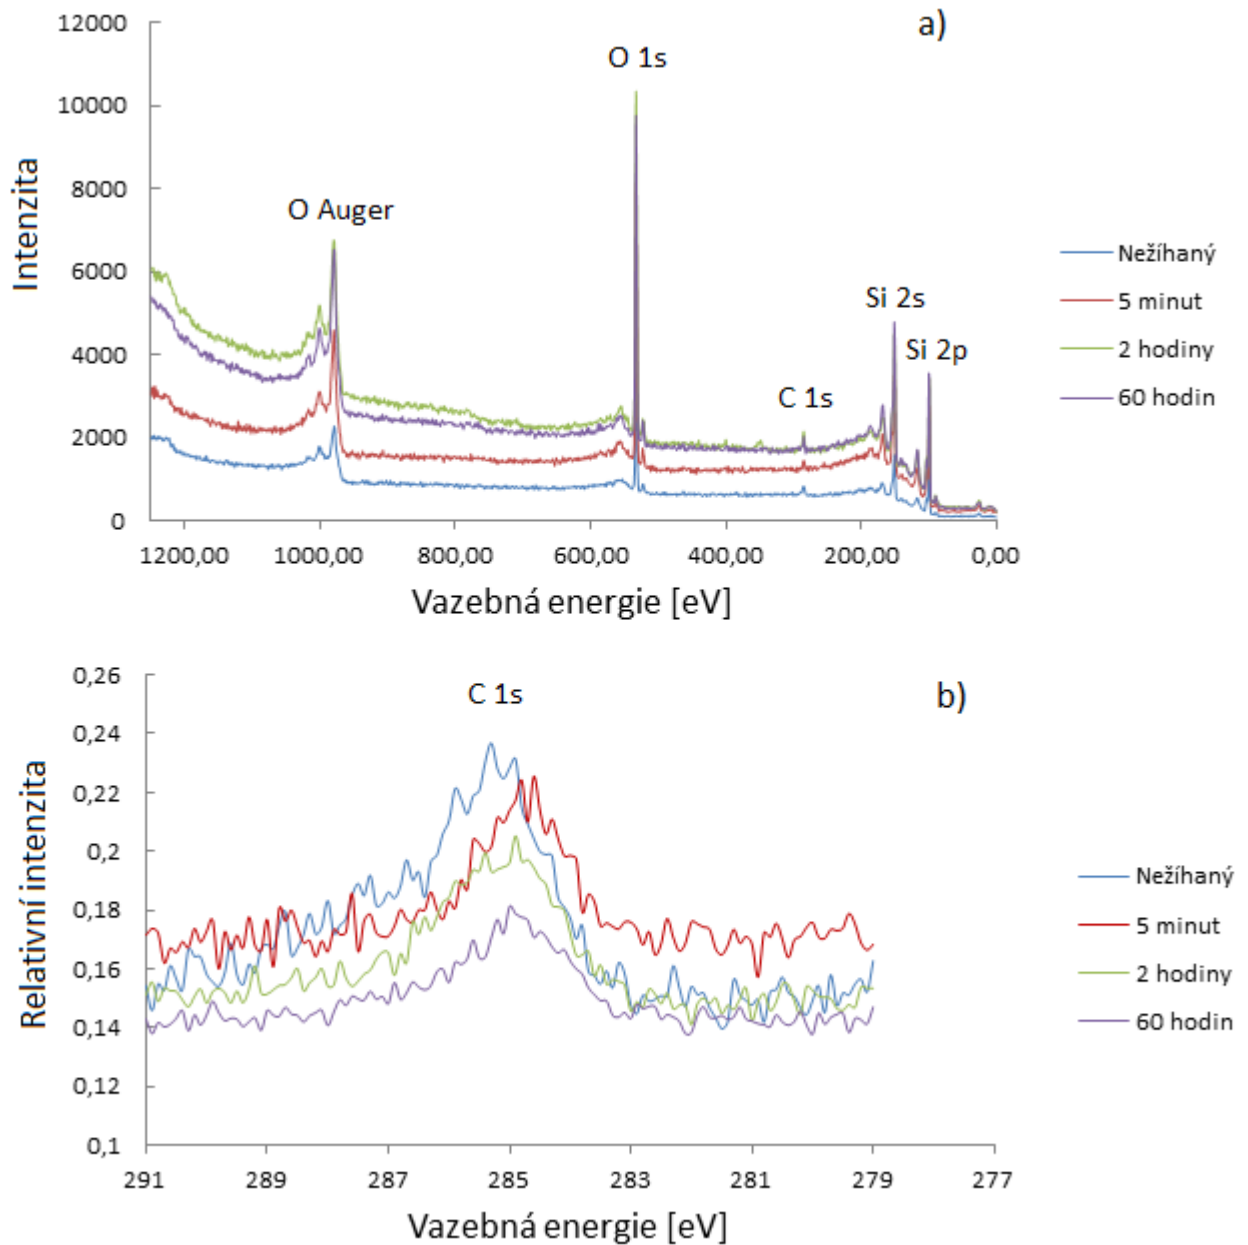 a)
12000
10000
8000
6000
4000
2000
0
Intenzita
O Auger
O 1s
C 1s
Si 2s
Si 2p
Nežíhaný
5 minut
2 hodiny
60 hodin
1200,00 1000,00 800,00 600,00 400,00 200,00 0,00
Vazebná energie [eV]
b)
0,26
0,24
0,22
0,2
0,18
0,16
0,14
0,12
0,1
Relativní intenzita
C 1s
Nežíhaný
5 minut
2 hodiny
60 hodin
291 289 287 285 283 281 279 277
Vazebná energie [eV]